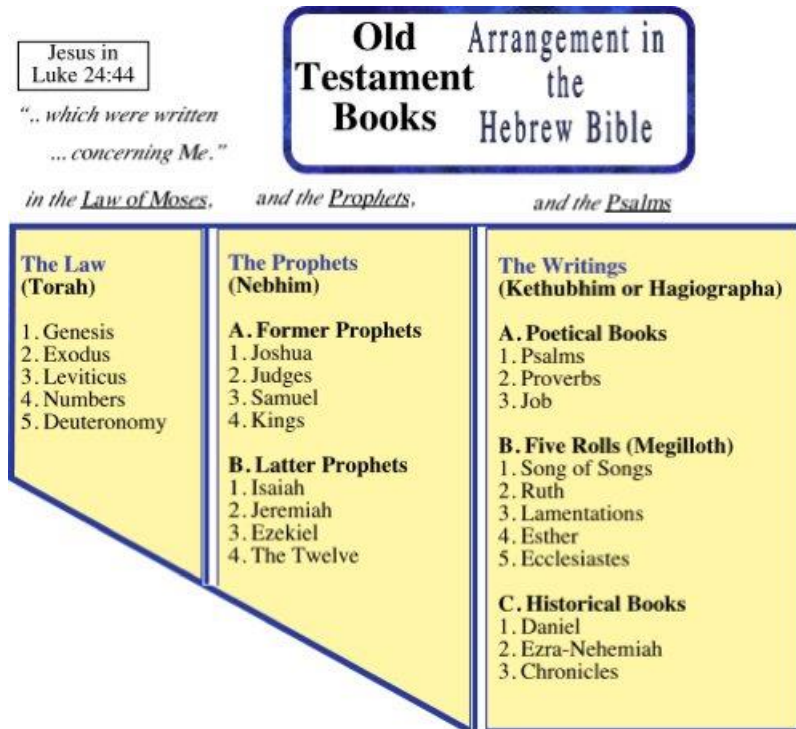 Jesus in
Luke 24:44
Old
Testament
Books
Arrangement in
the
Hebrew Bible
“.. which were written
... concerning Me.”
in the Law of Moses,
and the Prophets,
and the Psalms
The Law
(Torah)
1. Genesis
2. Exodus
3. Leviticus
4. Numbers
5. Deuteronomy
The Prophets
(Nebhim)
A. Former Prophets
1. Joshua
2. Judges
3. Samuel
4. Kings
B. Latter Prophets
1. Isaiah
2. Jeremiah
3. Ezekiel
4. The Twelve
The Writings
(Kethubhim or Hagiographa)
A. Poetical Books
1. Psalms
2. Proverbs
3. Job
B. Five Rolls (Megilloth)
1. Song of Songs
2. Ruth
3. Lamentations
4. Esther
5. Ecclesiastes
C. Historical Books
1. Daniel
2. Ezra-Nehemiah
3. Chronicles